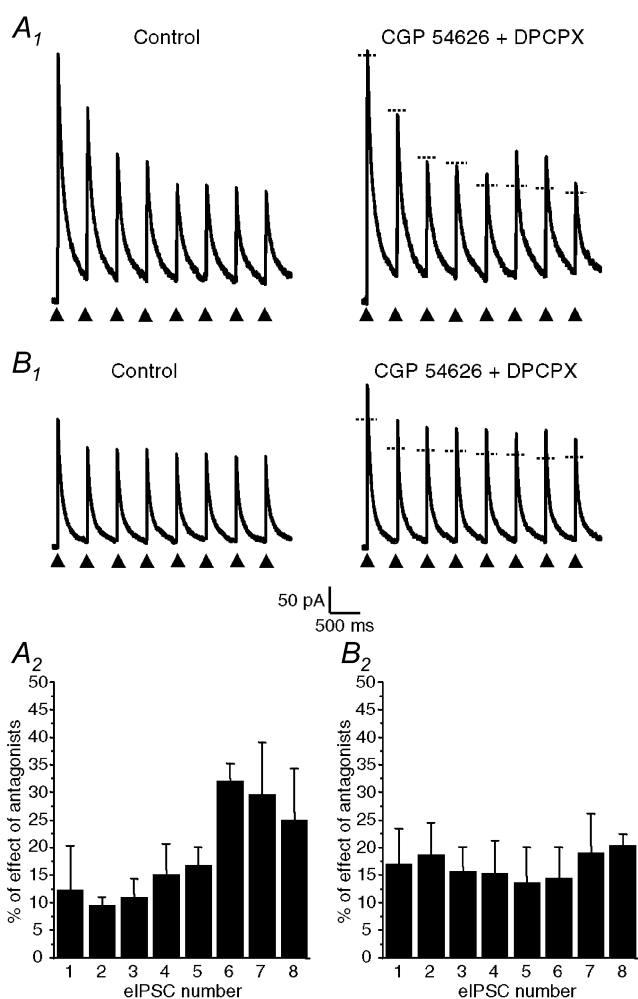 A1
Control
CGP 54626 + DPCPX
B1
Control
CGP 54626 + DPCPX
50 pA
500 ms
A2
50
45
40
35
30
25
20
15
10
5
0
% of effect of antagonists
1 2 3 4 5 6 7 8
eIPSC number
B2
50
45
40
35
30
25
20
15
10
5
0
% of effect of antagonists
1 2 3 4 5 6 7 8
eIPSC number